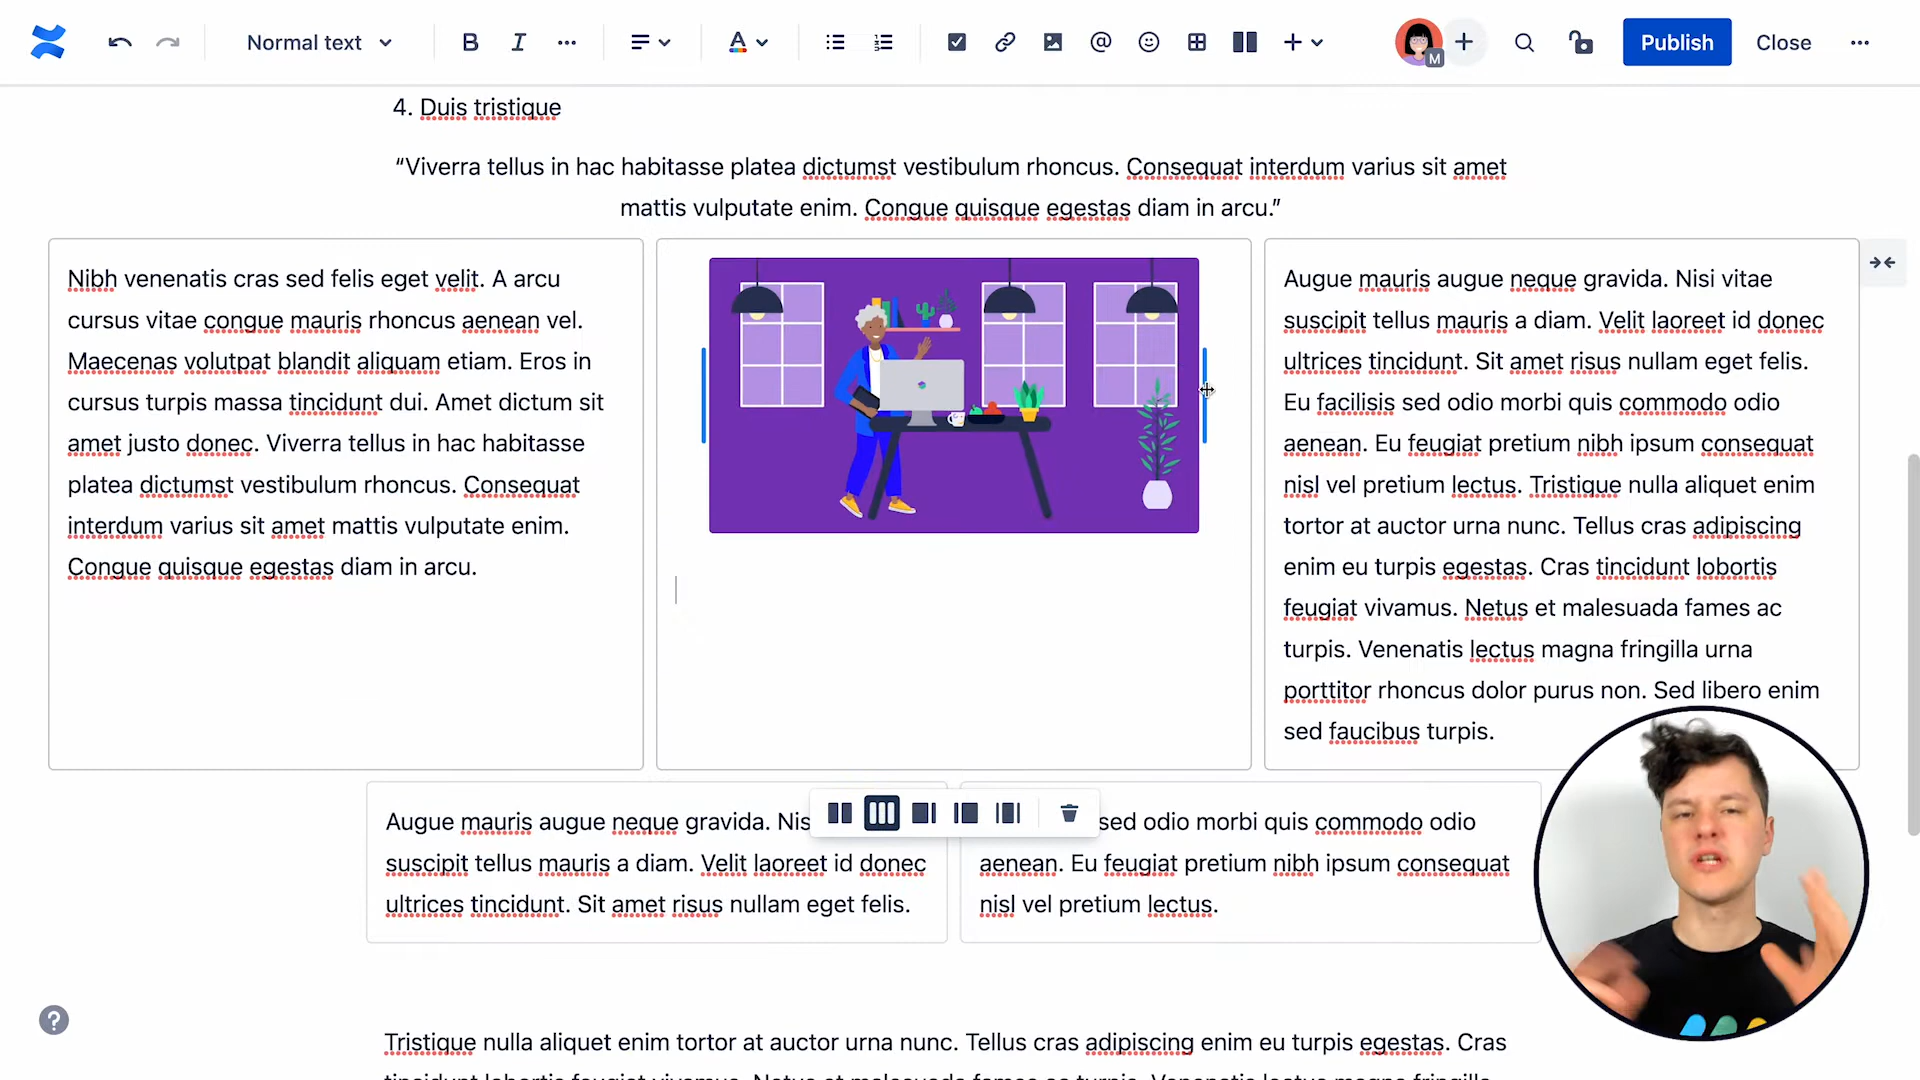 Normal text
B
I
A
M
Publish
Close
4. Duis tristique
“Viverra tellus in hac habitasse platea dictumst vestibulum rhoncus. Consequat interdum varius sit amet
mattis vulputate enim. Congue quisque egestas diam in arcu.”
Nibh venenatis cras sed felis eget velit. A arcu
cursus vitae congue mauris rhoncus aenean vel.
Maecenas volutpat blandit aliquam etiam. Eros in
cursus turpis massa tincidunt dui. Amet dictum sit
amet justo donec. Viverra tellus in hac habitasse
platea dictumst vestibulum rhoncus. Consequat
interdum varius sit amet mattis vulputate enim.
Congue quisque egestas diam in arcu.
Augue mauris augue neque gravida. Nisi vitae
suscipit tellus mauris a diam. Velit laoreet id donec
ultrices tincidunt. Sit amet risus nullam eget felis.
Eu facilisis sed odio morbi quis commodo odio
aenean. Eu feugiat pretium nibh ipsum consequat
nisl vel pretium lectus. Tristique nulla aliquet enim
tortor at auctor urna nunc. Tellus cras adipiscing
enim eu turpis egestas. Cras tincidunt lobortis
feugiat vivamus. Netus et malesuada fames ac
turpis. Venenatis lectus magna fringilla urna
porttitor rhoncus dolor purus non. Sed libero enim
sed faucibus turpis.
Augue mauris augue neque gravida. Nis
suscipit tellus mauris a diam. Velit laoreet id donec
ultrices tincidunt. Sit amet risus nullam eget felis.
sed odio morbi quis commodo odio
aenean. Eu feugiat pretium nibh ipsum consequat
nisl vel pretium lectus.
?
Tristique nulla aliquet enim tortor at auctor urna nunc. Tellus cras adipiscing enim eu turpis egestas. Cras